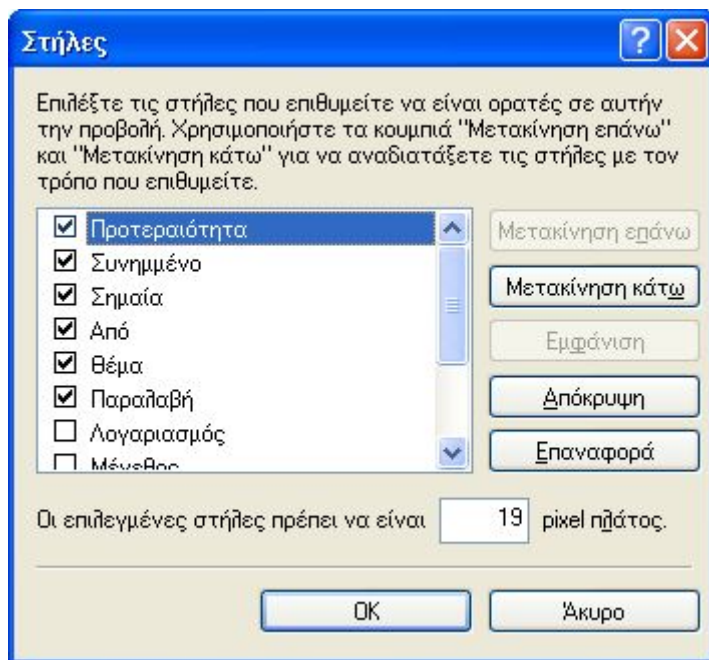 Στήλες
Επιλέξτε τις στήλες που επιθυμείτε να είναι ορατές σε αυτήν
την προβολή. Χρησιμοποιήστε τα κουμπιά "Μετακίνηση επάνω"
και "Μετακίνηση κάτω" για να αναδιατάξετε τις στήλες με τον
τρόπο που επιθυμείτε.
Προτεραιότητα
Συνημμένο
Σημαία
Από
Θέμα
Παραλαβή
Λογαριασμός
Μέγεθος
Μετακίνηση επάνω
Μετακίνηση κάτω
Εμφάνιση
Απόκρυψη
Επαναφορά
Οι επιλεγμένες στήλες πρέπει να είναι 19 pixel πλάτος.
OK
Άκυρο